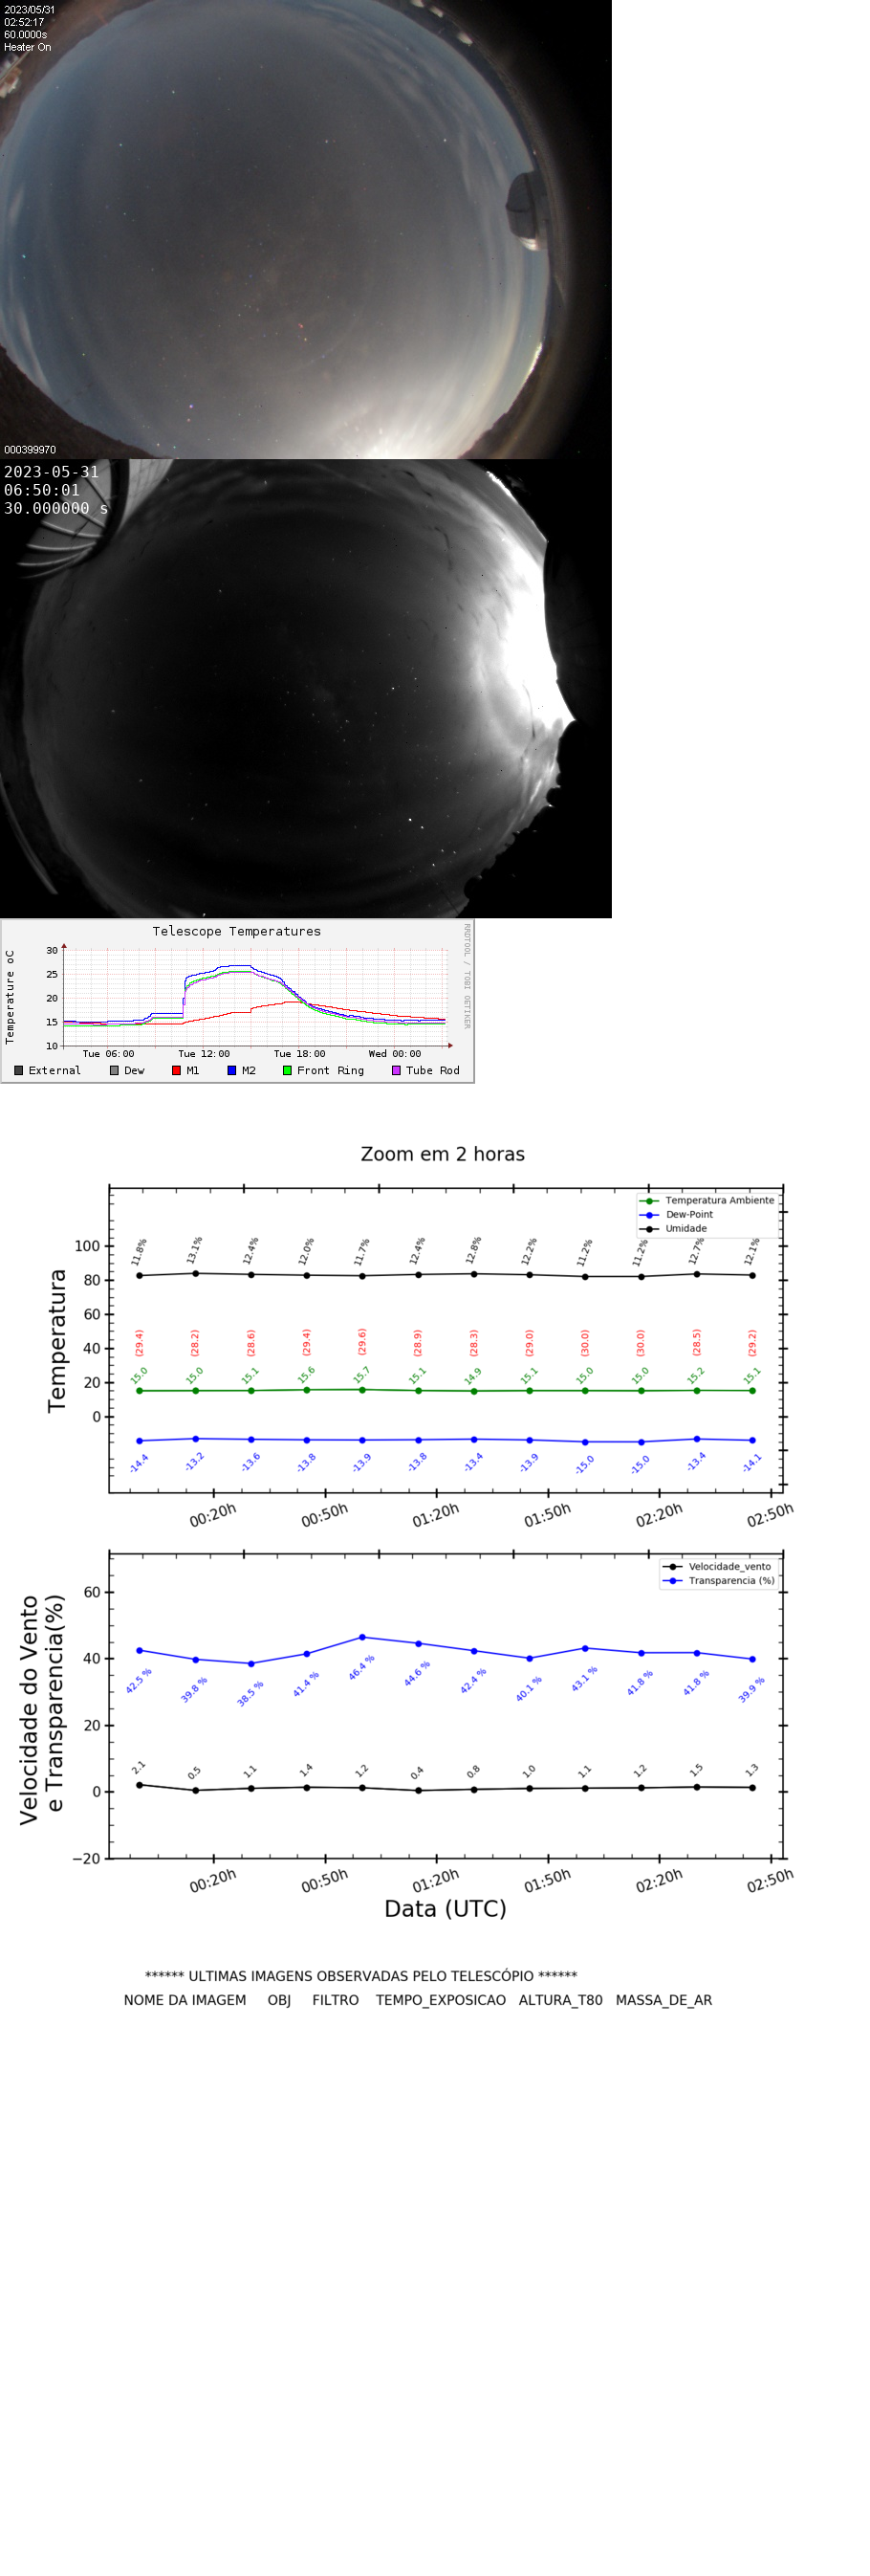 2023/05/31
02:52:17
60.0000s
Heater On
000399970
2023-05-31
06:50:01
30.000000 s
Telescope Temperatures
RRDTOOL / TOBI OETIKER
Temperature oC
30
25
20
15
10
Tue 06:00 Tue 12:00 Tue 18:00 Wed 00:00
External Dew M1 M2 Front Ring Tube Rod
Zoom em 2 horas
Temperatura Ambiente
Dew-Point
Umidade
Temperatura
100
80
60
40
20
0
11.8% 13.1% 12.4% 12.0% 11.7% 12.4% 12.8% 12.2% 11.2% 11.2% 12.7% 12.1%
(29.4) (28.2) (28.6) (29.4) (29.6) (28.9) (28.3) (29.0) (30.0) (30.0) (28.5) (29.2)
15.0 15.0 15.1 15.6 15.7 15.1 14.9 15.1 15.0 15.0 15.2 15.1
-14.4 -13.2 -13.6 -13.8 -13.9 -13.8 -13.4 -13.9 -15.0 -15.0 -13.4 -14.1
00:20h 00:50h 01:20h 01:50h 02:20h 02:50h
Velocidade_vento
Transparencia (%)
Velocidade do Vento
e Transparencia(%)
60
40
20
0
−20
42.5 % 39.8 % 38.5 % 41.4 % 46.4 % 44.6 % 42.4 % 40.1 % 43.1 % 41.8 % 41.8 % 39.9 %
2.1 0.5 1.1 1.4 1.2 0.4 0.8 1.0 1.1 1.2 1.5 1.3
00:20h 00:50h 01:20h 01:50h 02:20h 02:50h
Data (UTC)
****** ULTIMAS IMAGENS OBSERVADAS PELO TELESCÓPIO ******
NOME DA IMAGEM OBJ FILTRO TEMPO_EXPOSICAO ALTURA_T80 MASSA_DE_AR